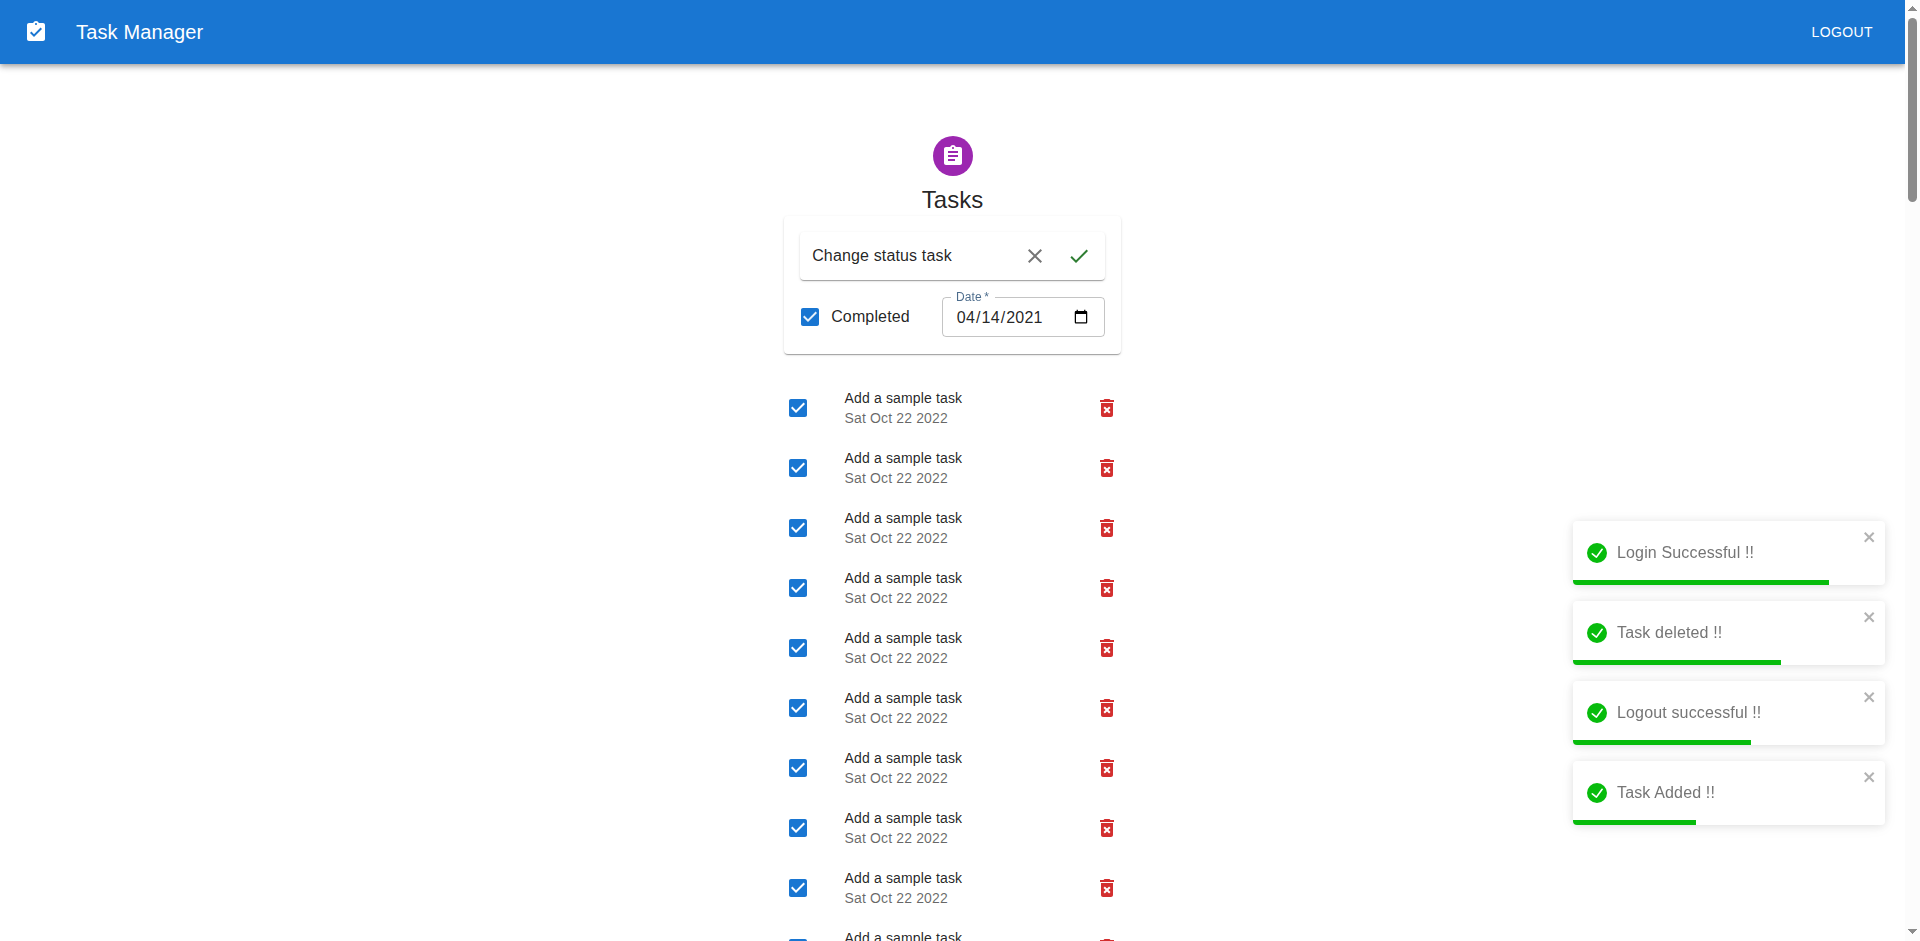 Task Manager
LOGOUT
Tasks
Change status task
Date *
Completed
04/14/2021
Add a sample task
Sat Oct 22 2022
Add a sample task
Sat Oct 22 2022
Add a sample task
Sat Oct 22 2022
Add a sample task
Sat Oct 22 2022
Add a sample task
Sat Oct 22 2022
Add a sample task
Sat Oct 22 2022
Add a sample task
Sat Oct 22 2022
Add a sample task
Sat Oct 22 2022
Add a sample task
Sat Oct 22 2022
Add a sample task
Login Successful !!
Task deleted !!
Logout successful !!
Task Added !!